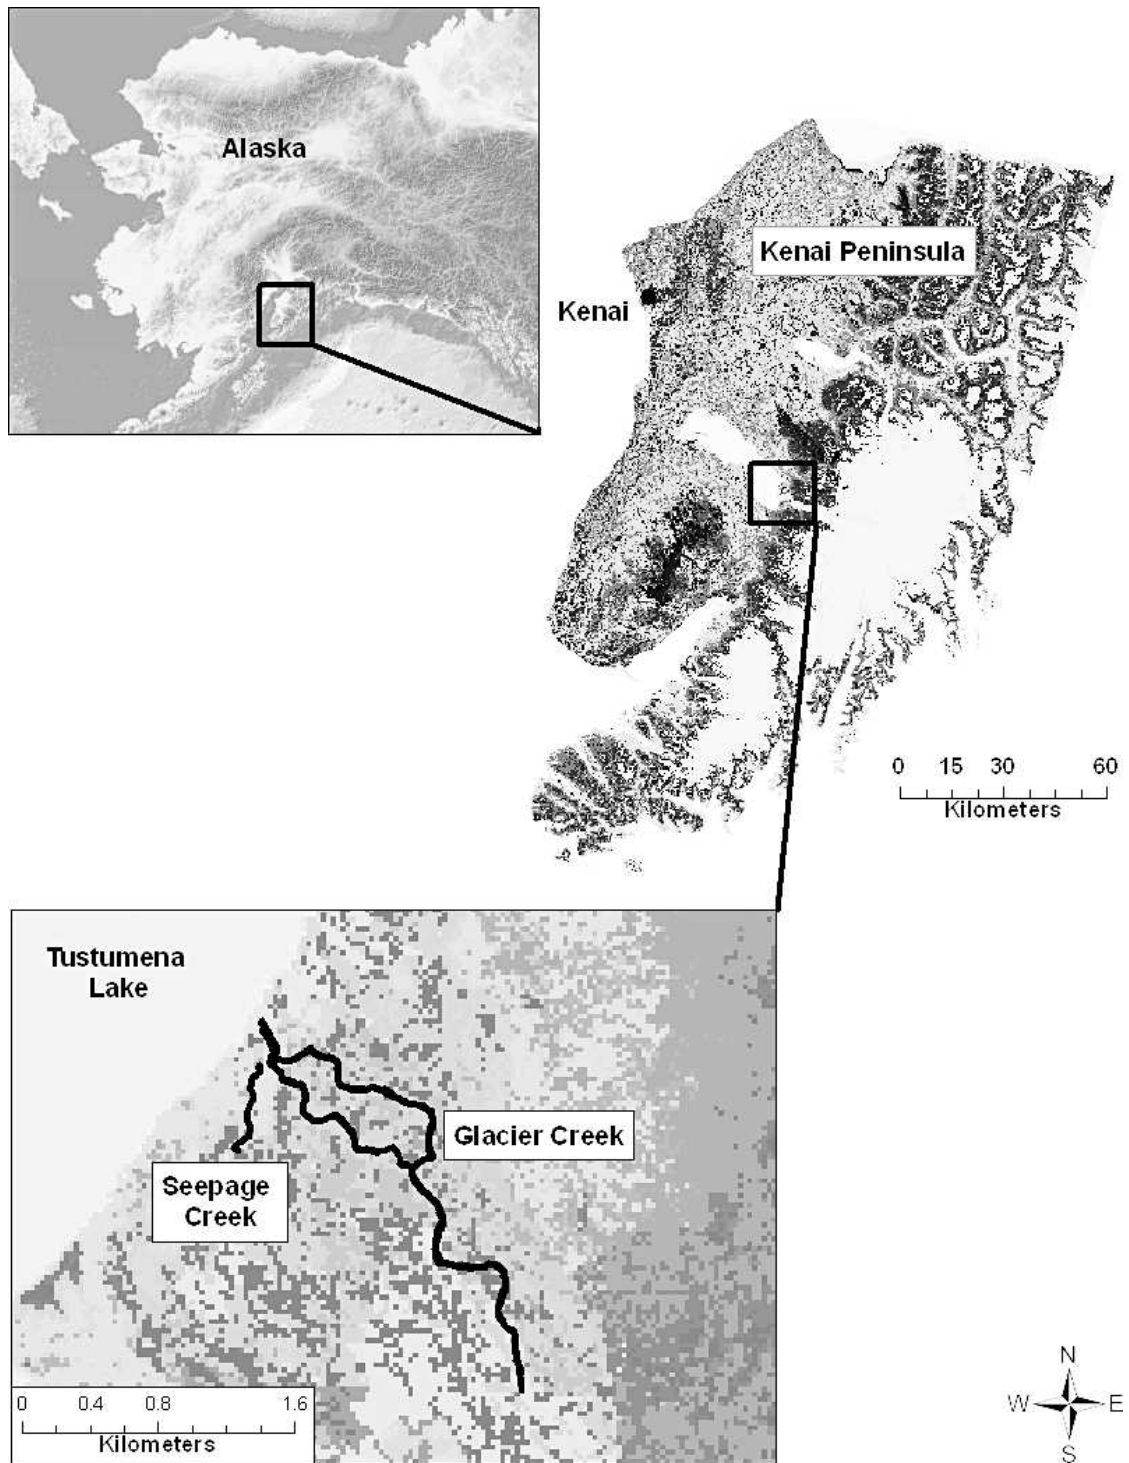 Alaska
Kenai Peninsula
Kenai
0 15 30 60
Kilometers
Tustumena
Lake
Glacier Creek
Seepage
Creek
0 0.4 0.8 1.6
Kilometers
N
W E
S